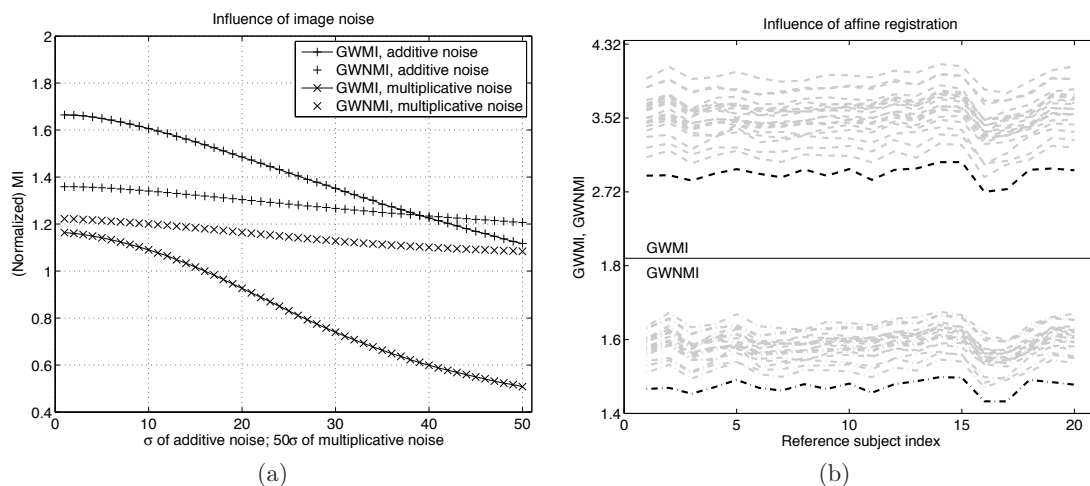 Influence of image noise
2
1.8
1.6
1.4
1.2
1
0.8
0.6
0.4
(Normalized) MI
GWMI, additive noise
GWNMI, additive noise
GWMI, multiplicative noise
GWNMI, multiplicative noise
0 10 20 30 40 50
σ of additive noise; 50σ of multiplicative noise
(a)
Influence of affine registration
4.32
3.52
2.72
1.8
1.6
1.4
GWMI, GWNMI
GWMI
GWNMI
0 5 10 15 20
Reference subject index
(b)